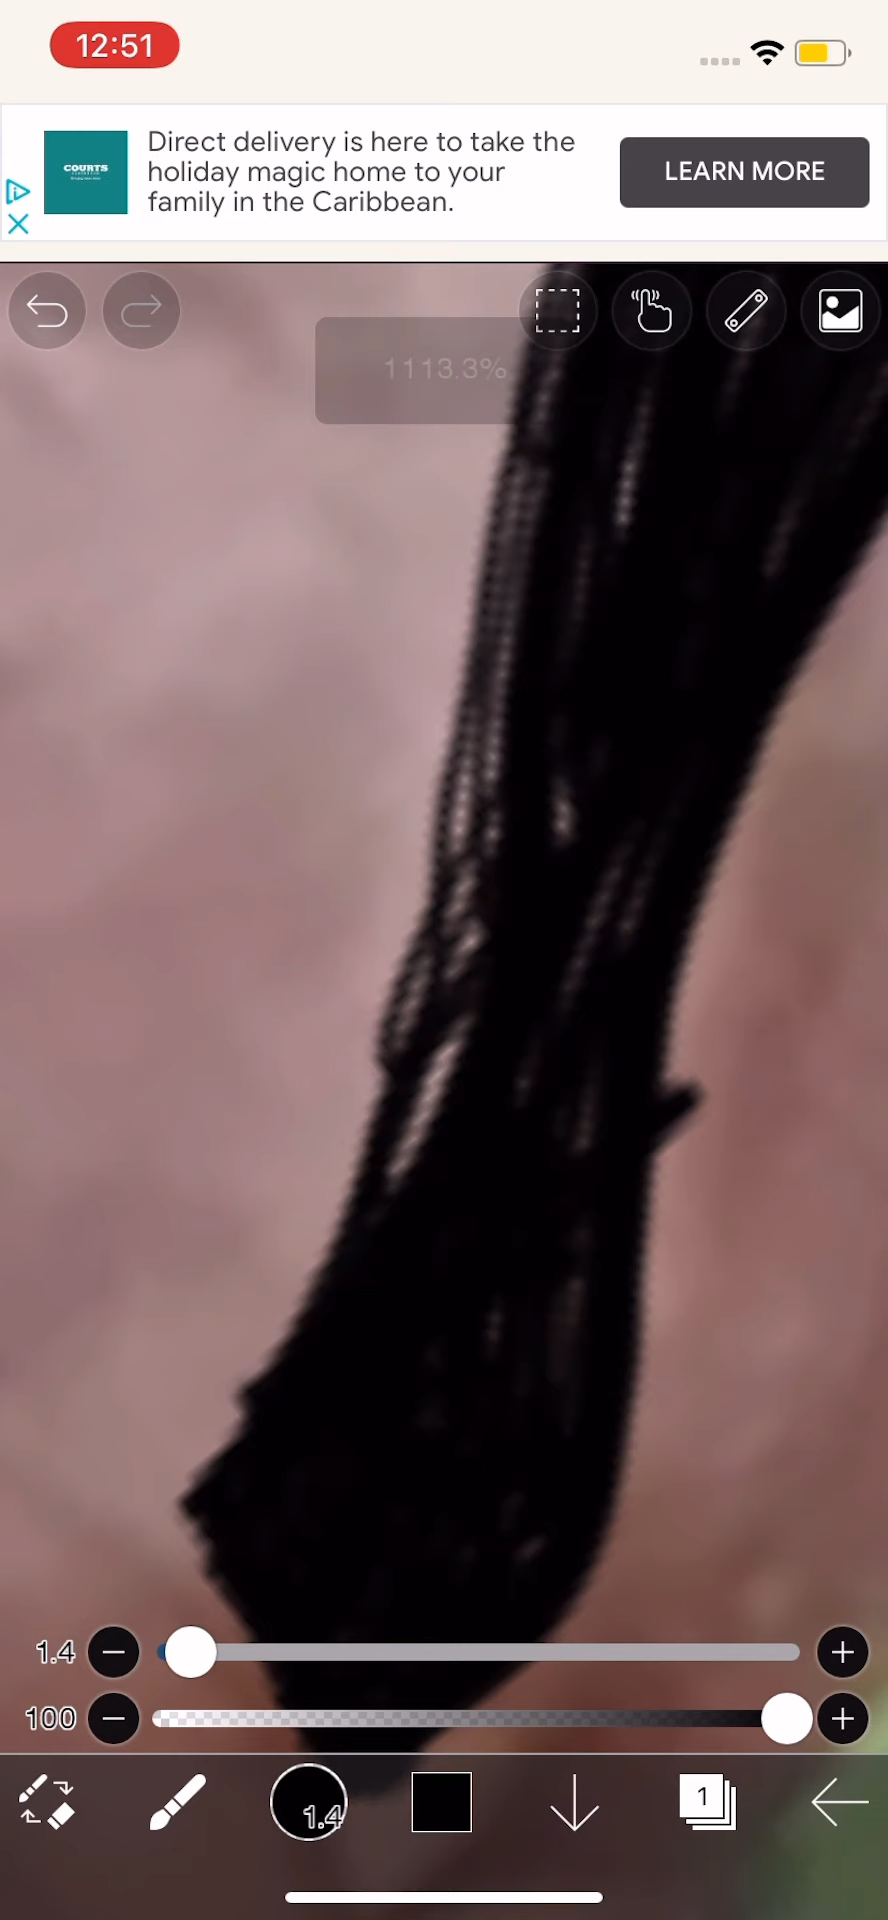 12:51
Direct delivery is here to take the
holiday magic home to your
family in the Caribbean.
COURTS
LEARN MORE
1113.3%
1.4
100
1.4
1